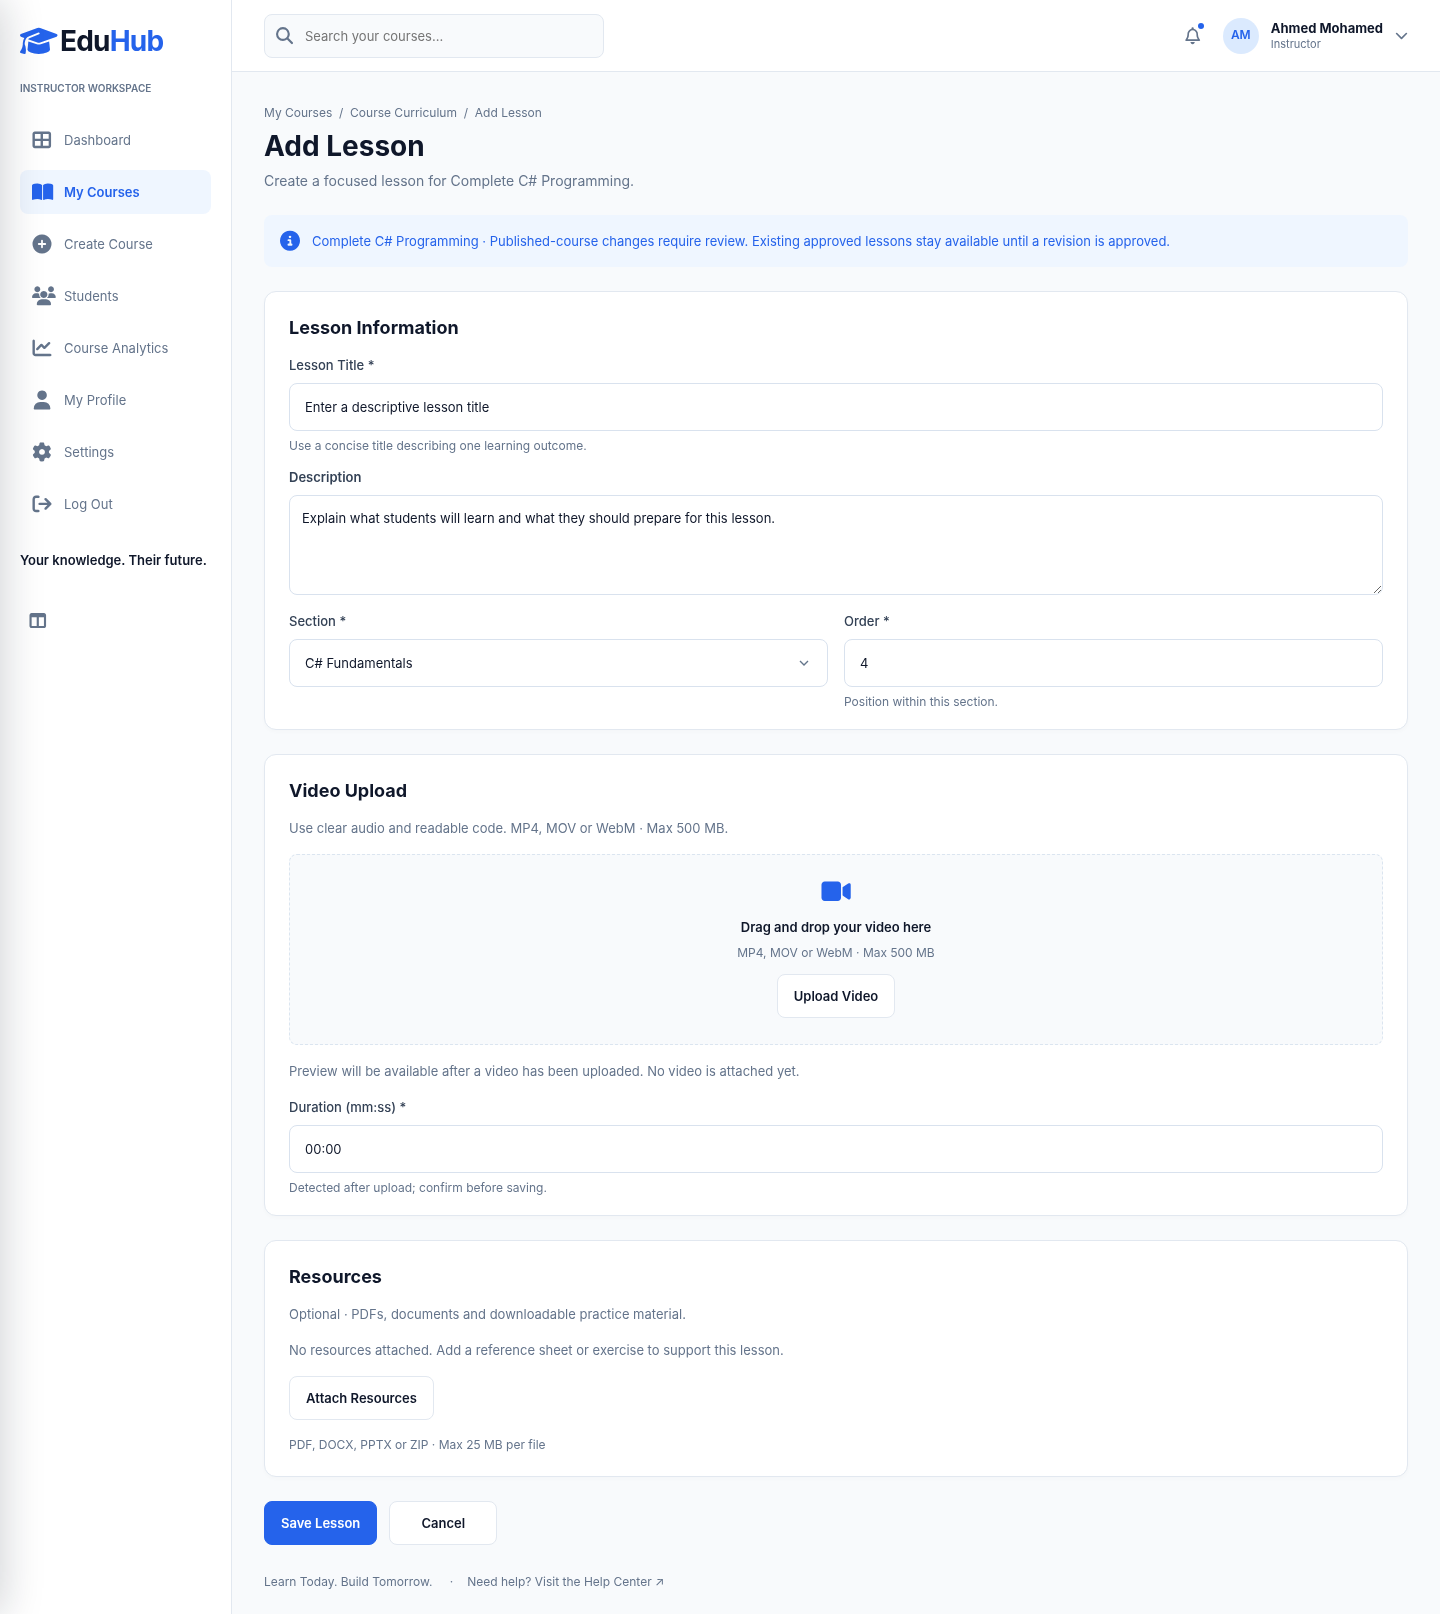 EduHub
Search your courses...
AM
Ahmed Mohamed
Instructor
INSTRUCTOR WORKSPACE
Dashboard
My Courses
Create Course
Students
Course Analytics
My Profile
Settings
Log Out
Your knowledge. Their future.
My Courses / Course Curriculum / Add Lesson
Add Lesson
Create a focused lesson for Complete C# Programming.
Complete C# Programming · Published-course changes require review. Existing approved lessons stay available until a revision is approved.
Lesson Information
Lesson Title *
Enter a descriptive lesson title
Use a concise title describing one learning outcome.
Description
Explain what students will learn and what they should prepare for this lesson.
Section *
Order *
C# Fundamentals
4
Position within this section.
Video Upload
Use clear audio and readable code. MP4, MOV or WebM · Max 500 MB.
Drag and drop your video here
MP4, MOV or WebM · Max 500 MB
Upload Video
Preview will be available after a video has been uploaded. No video is attached yet.
Duration (mm:ss) *
00:00
Detected after upload; confirm before saving.
Resources
Optional · PDFs, documents and downloadable practice material.
No resources attached. Add a reference sheet or exercise to support this lesson.
Attach Resources
PDF, DOCX, PPTX or ZIP · Max 25 MB per file
Save Lesson
Cancel
Learn Today. Build Tomorrow. · Need help? Visit the Help Center ↗